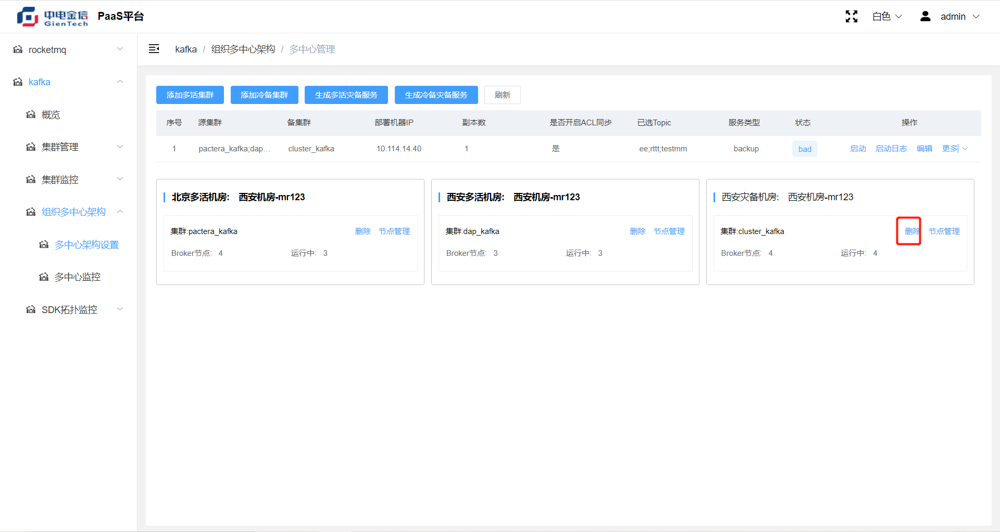 中电金信 GienTech PaaS平台 白色 admin
rocketmq
kafka
概览
集群管理
集群监控
组织多中心架构
多中心架构设置
多中心监控
SDK拓扑监控
kafka / 组织多中心架构 / 多中心管理
添加多活集群 添加冷备集群 生成多活灾备服务 生成冷备灾备服务 刷新
序号 源集群 备集群 部署机器IP 副本数 是否开启ACL同步 已选Topic 服务类型 状态 操作
1 pactera_kafka;dap... cluster_kafka 10.114.14.40 1 是 ee;rttt;testmm backup bad 启动 启动日志 编辑 更多
北京多活机房: 西安机房-mr123
集群:pactera_kafka 删除 节点管理
Broker节点: 4 运行中: 3
西安多活机房: 西安机房-mr123
集群:dap_kafka 删除 节点管理
Broker节点: 3 运行中: 3
西安灾备机房: 西安机房-mr123
集群:cluster_kafka 删除 节点管理
Broker节点: 4 运行中: 4